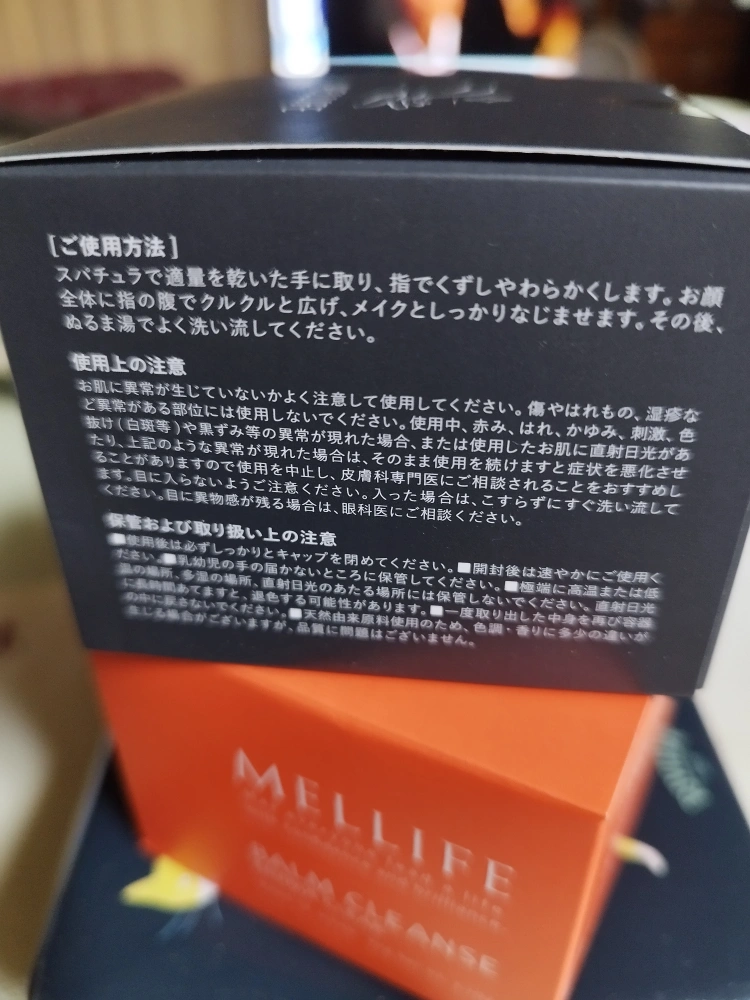 [ご使用方法]
スパチュラで適量を乾いた手に取り、指でくずしやわらかくします。お顔
全体に指の腹でクルクルと広げ、メイクとしっかりなじませます。その後、
ぬるま湯でよく洗い流してください。
使用上の注意
お肌に異常が生じていないかよく注意して使用してください。傷やはれもの、湿疹な
ど異常がある部位には使用しないでください。使用中、赤み、はれ、かゆみ、刺激、色
抜け(白斑等)や黒ずみ等の異常が現れた場合、または使用したお肌に直射日光があ
たり、上記のような異常が現れた場合は、そのまま使用を続けますと症状を悪化させ
ることがありますので使用を中止し、皮膚科専門医にご相談されることをおすすめし
ます。目に入らないようご注意ください。入った場合は、こすらずにすぐ洗い流して
ください。目に異物感が残る場合は、眼科医にご相談ください。
保管および取り扱い上の注意
■使用後は必ずしっかりとキャップを閉めてください。■開封後は速やかにご使用く
ださい。■乳幼児の手の届かないところに保管してください。■極端に高温または低
温の場所、多湿の場所、直射日光のあたる場所には保管しないでください。直射日光
に長時間あてますと、退色する可能性があります。■一度取り出した中身を再び容器
の中に戻さないでください。■天然由来原料使用のため、色調・香りに多少の違いが
生じる場合がございますが、品質に問題はございません。
MELLIFE
BALM CLEANSE